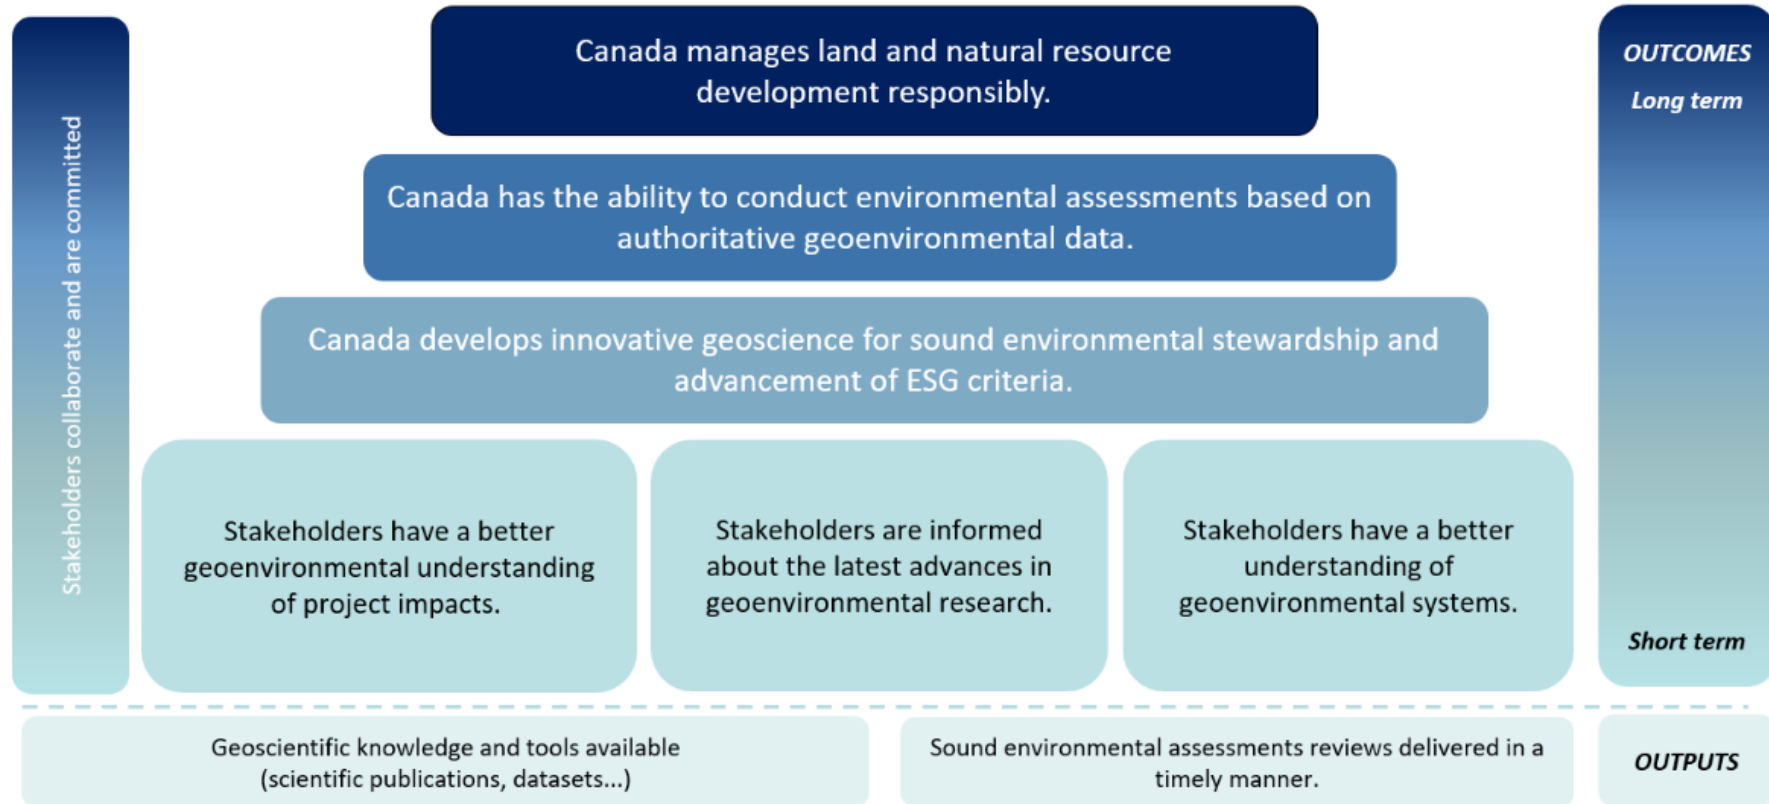 Stakeholders collaborate and are committed
Canada manages land and natural resource
development responsibly.
OUTCOMES
Long term
Canada has the ability to conduct environmental assessments based on
authoritative geoenvironmental data.
Canada develops innovative geoscience for sound environmental stewardship and
advancement of ESG criteria.
Stakeholders have a better
geoenvironmental understanding
of project impacts.
Stakeholders are informed
about the latest advances in
geoenvironmental research.
Stakeholders have a better
understanding of
geoenvironmental systems.
Short term
Geoscientific knowledge and tools available
(scientific publications, datasets...)
Sound environmental assessments reviews delivered in a
timely manner.
OUTPUTS